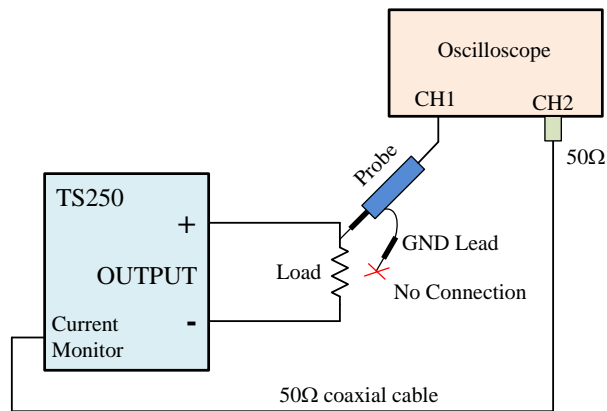 Oscilloscope
CH1
CH2
50Ω
Probe
TS250
+
GND Lead
OUTPUT
Load
No Connection
-
Current
Monitor
50Ω coaxial cable